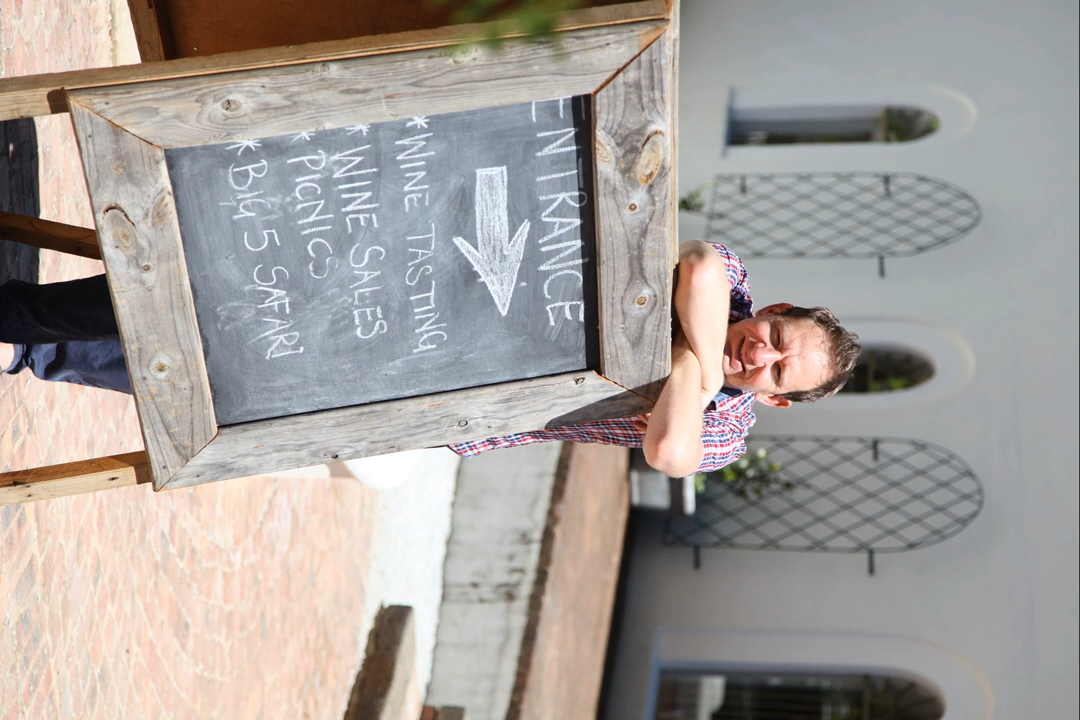 ENTRANCE
* WINE TASTING
* WINE SALES
* PICNICS
* BIG 5 SAFARI